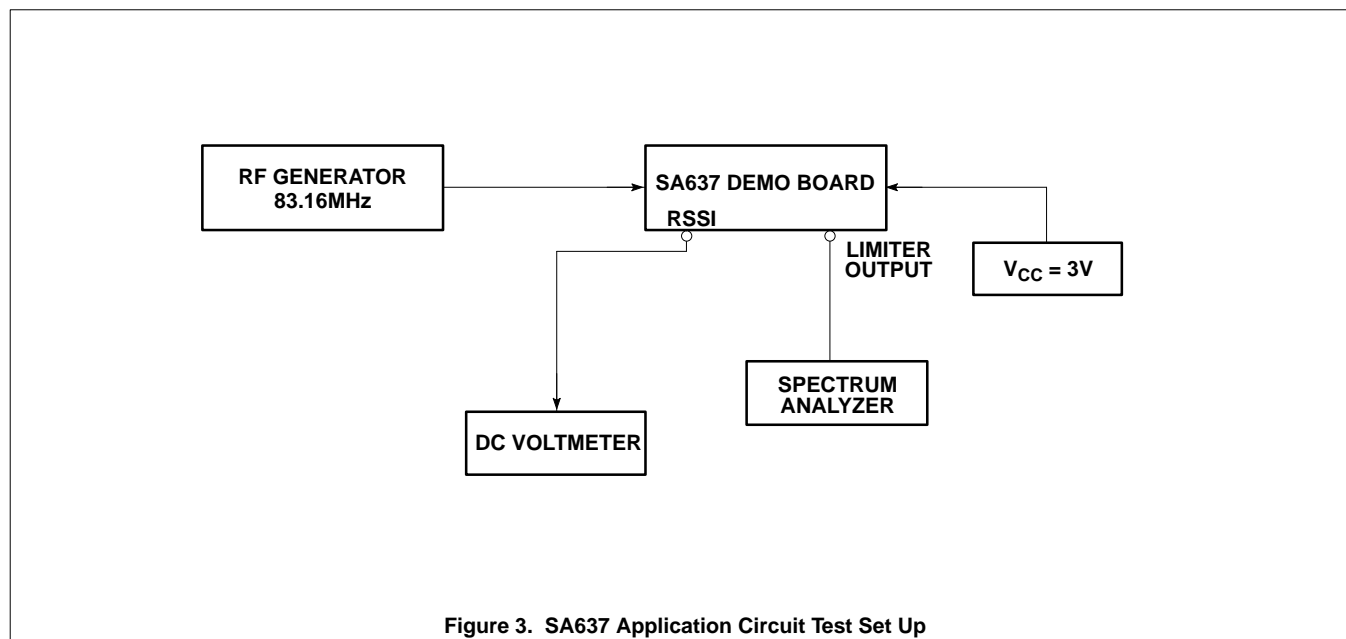 RF GENERATOR
83.16MHz
SA637 DEMO BOARD
RSSI
LIMITER
OUTPUT
VCC = 3V
SPECTRUM
ANALYZER
DC VOLTMETER
Figure 3. SA637 Application Circuit Test Set Up